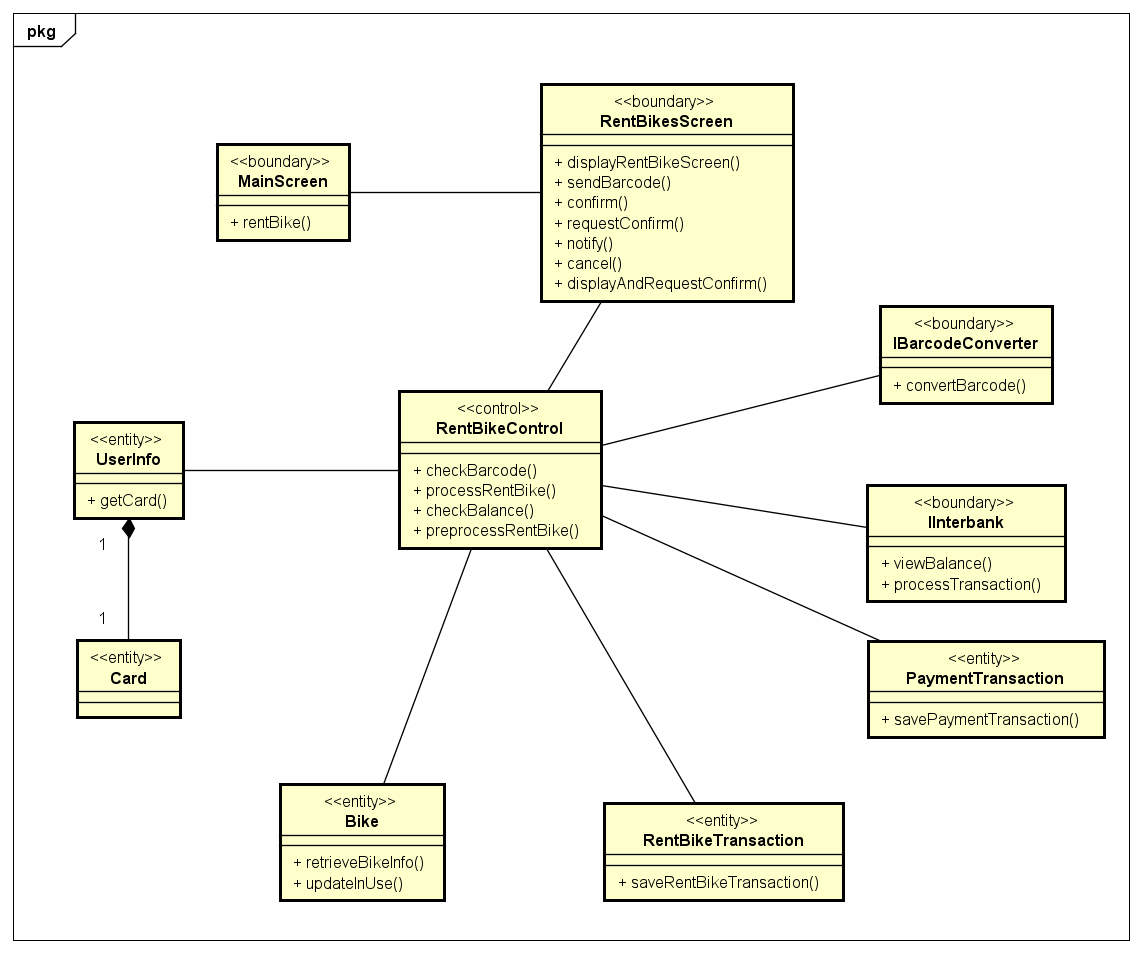 pkg
<<boundary>>
RentBikesScreen
+ displayRentBikeScreen()
+ sendBarcode()
+ confirm()
+ requestConfirm()
+ notify()
+ cancel()
+ displayAndRequestConfirm()
<<boundary>>
MainScreen
+ rentBike()
<<boundary>>
IBarcodeConverter
+ convertBarcode()
<<control>>
RentBikeControl
+ checkBarcode()
+ processRentBike()
+ checkBalance()
+ preprocessRentBike()
<<entity>>
UserInfo
+ getCard()
1
1
<<entity>>
Card
<<boundary>>
IInterbank
+ viewBalance()
+ processTransaction()
<<entity>>
PaymentTransaction
+ savePaymentTransaction()
<<entity>>
Bike
+ retrieveBikeInfo()
+ updateInUse()
<<entity>>
RentBikeTransaction
+ saveRentBikeTransaction()